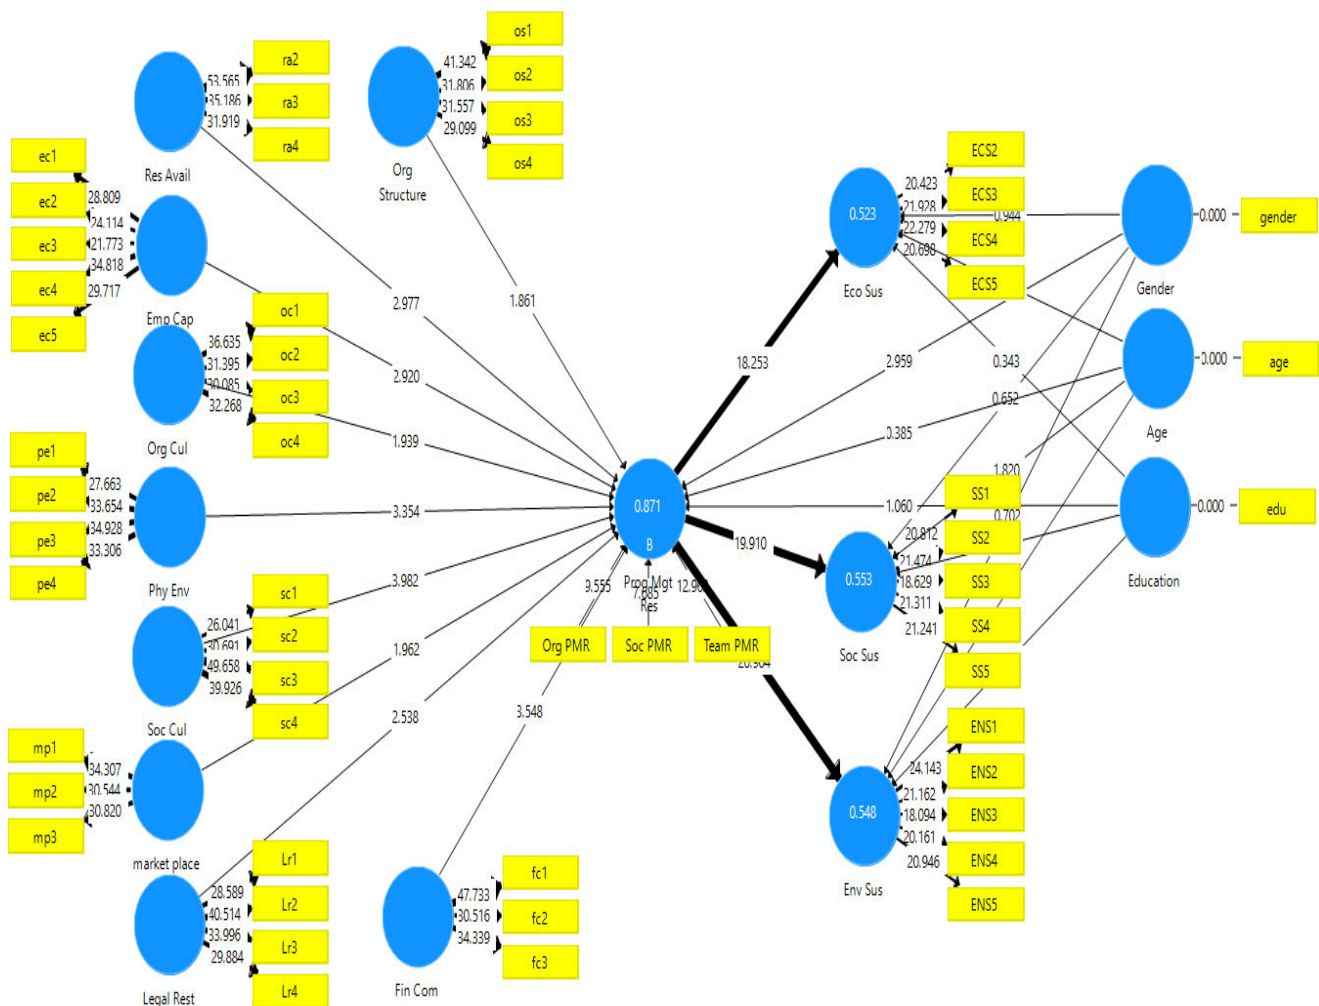 os1
ra2
41.342
53.565
os2
31.806
ra3
35.186
31.557
os3
31.919
29.099
ra4
os4
Res Avail
Org
Structure
ec1
28.809
ec2
24.114
ec3
21.773
34.818
ec4
29.717
ec5
Emp Cap
oc1
36.635
oc2
31.395
oc3
32.268
oc4
Org Cul
pe1
27.663
pe2
33.654
pe3
34.928
33.306
pe4
Phy Env
sc1
26.041
sc2
30.691
49.658
sc3
39.926
sc4
Soc Cul
mp1
34.307
mp2
30.544
30.820
mp3
market place
Lr1
28.589
Lr2
40.514
33.996
Lr3
29.884
Lr4
Legal Rest
fc1
47.733
fc2
30.516
34.339
fc3
Fin Com
2.977
1.861
2.920
1.939
3.354
3.982
1.962
2.538
3.548
0.871
B
Prog Mgt
Res
9.555
7.685
Org PMR
Soc PMR
Team PMR
18.253
19.910
ECS2
20.423
ECS3
21.928
22.279
ECS4
20.698
ECS5
0.523
Eco Sus
0.944
2.959
0.343
0.652
0.385
1.820
1.060
0.702
Gender
0.000
gender
Age
0.000
age
Education
0.000
edu
SS1
20.812
SS2
21.474
18.629
SS3
21.311
SS4
21.241
SS5
0.553
Soc Sus
ENS1
24.143
ENS2
21.162
18.094
ENS3
20.161
ENS4
20.946
ENS5
0.548
Env Sus